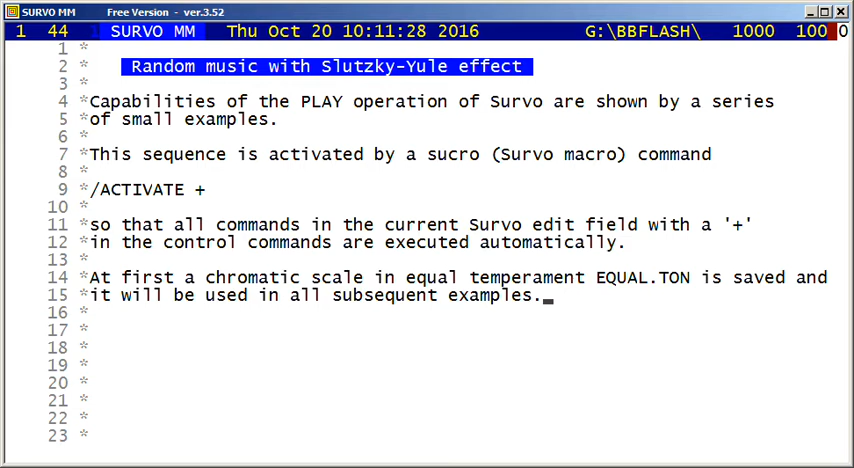 SURVO MM Free Version - ver.3.52
1 44 1 SURVO MM Thu Oct 20 10:11:28 2016 G:\BBFLASH\ 1000 100 0
1 *
2 * Random music with Slutzky-Yule effect
3 *
4 *Capabilities of the PLAY operation of Survo are shown by a series
5 *of small examples.
6 *
7 *This sequence is activated by a sucro (Survo macro) command
8 *
9 */ACTIVATE +
10 *
11 *so that all commands in the current Survo edit field with a '+'
12 *in the control commands are executed automatically.
13 *
14 *At first a chromatic scale in equal temperament EQUAL.TON is saved and
15 *it will be used in all subsequent examples._
16 *
17 *
18 *
19 *
20 *
21 *
22 *
23 *